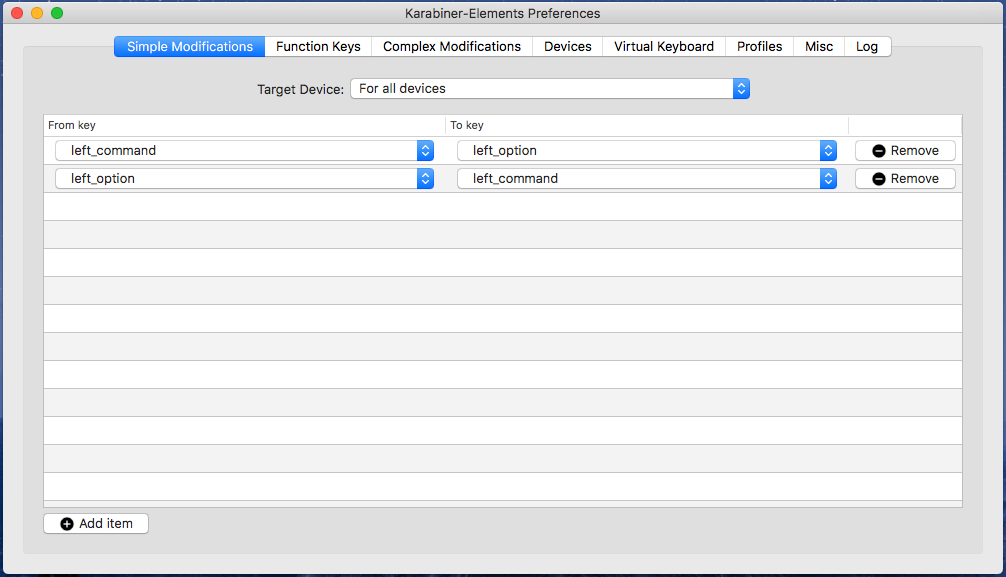 Karabiner-Elements Preferences
Simple Modifications Function Keys Complex Modifications Devices Virtual Keyboard Profiles Misc Log
Target Device: For all devices
From key To key
left_command left_option Remove
left_option left_command Remove
Add item